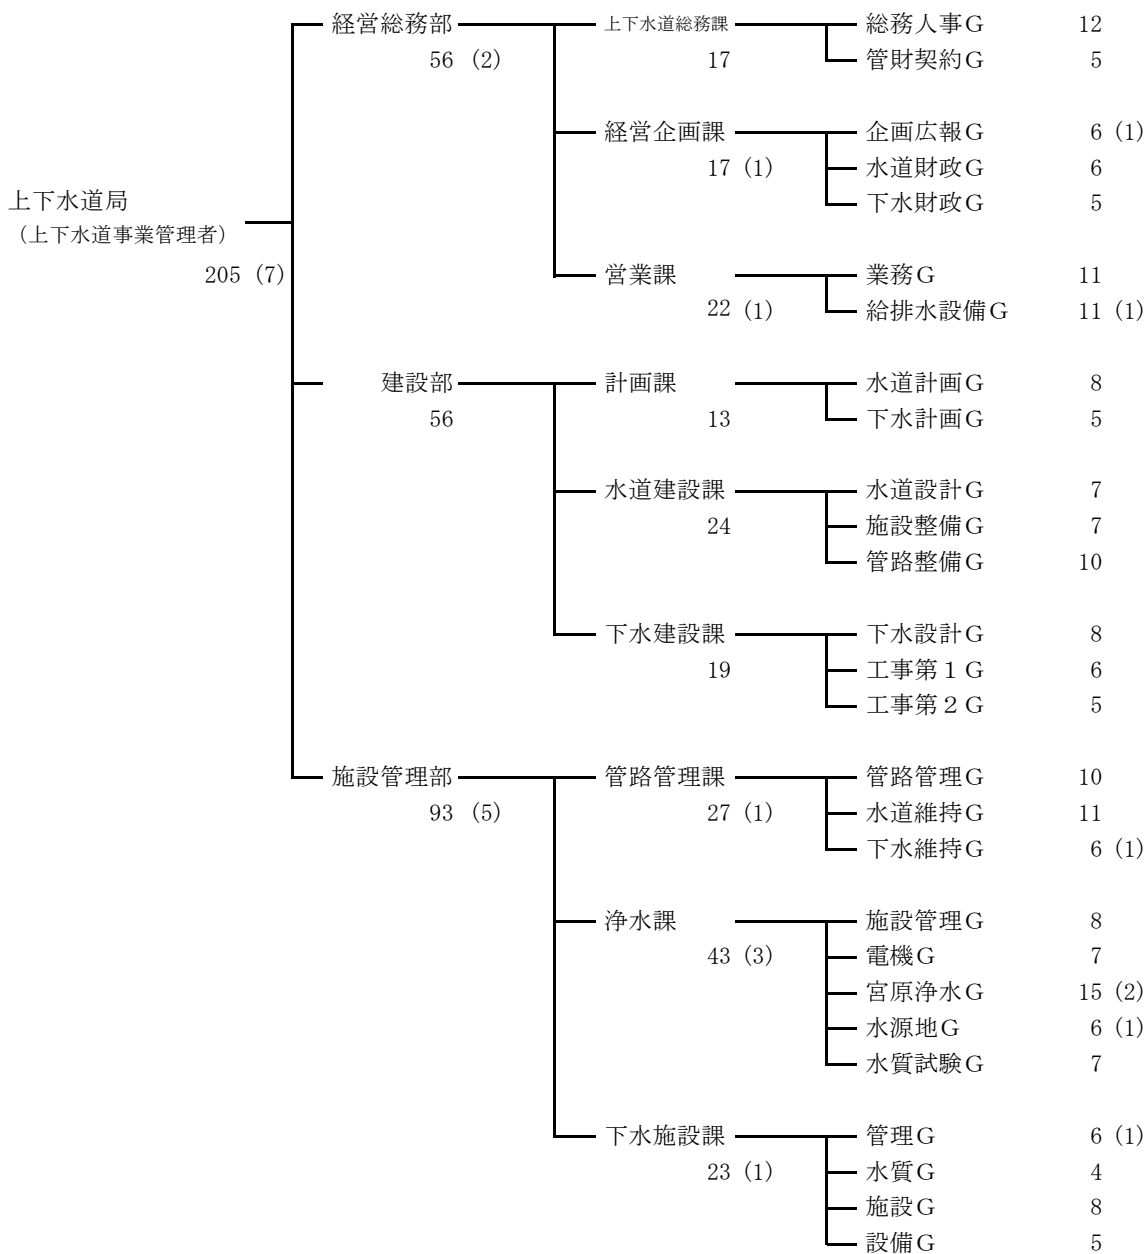 経営総務部 上下水道総務課 総務人事G 12
56 (2) 17 管財契約G 5
経営企画課 企画広報G 6 (1)
17 (1) 水道財政G 6
上下水道局 下水財政G 5
（上下水道事業管理者）
205 (7) 営業課 業務G 11
22 (1) 給排水設備G 11 (1)
建設部 計画課 水道計画G 8
56 13 下水計画G 5
水道建設課 水道設計G 7
24 施設整備G 7
管路整備G 10
下水建設課 下水設計G 8
19 工事第１G 6
工事第２G 5
施設管理部 管路管理課 管路管理G 10
93 (5) 27 (1) 水道維持G 11
下水維持G 6 (1)
浄水課 施設管理G 8
43 (3) 電機G 7
宮原浄水G 15 (2)
水源地G 6 (1)
水質試験G 7
下水施設課 管理G 6 (1)
23 (1) 水質G 4
施設G 8
設備G 5